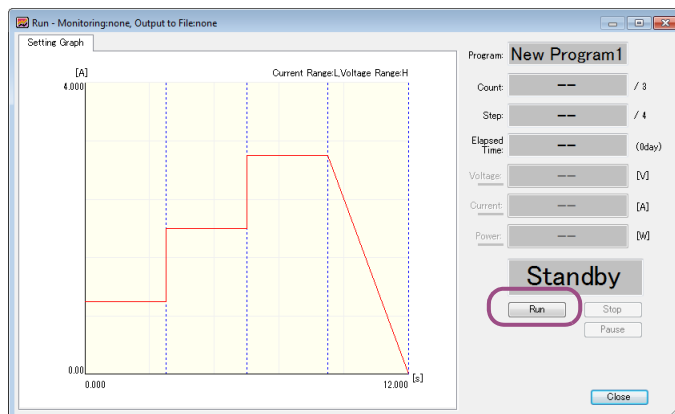 Run - Monitoring:none, Output to File:none
Setting Graph
[A]
Current Range:L,Voltage Range:H
4.000
0.00
0.000
12.000
[s]
Program: New Program1
Count: -- / 3
Step: -- / 4
Elapsed Time: -- (0day)
Voltage: -- [V]
Current: -- [A]
Power: -- [W]
Standby
Run
Stop
Pause
Close